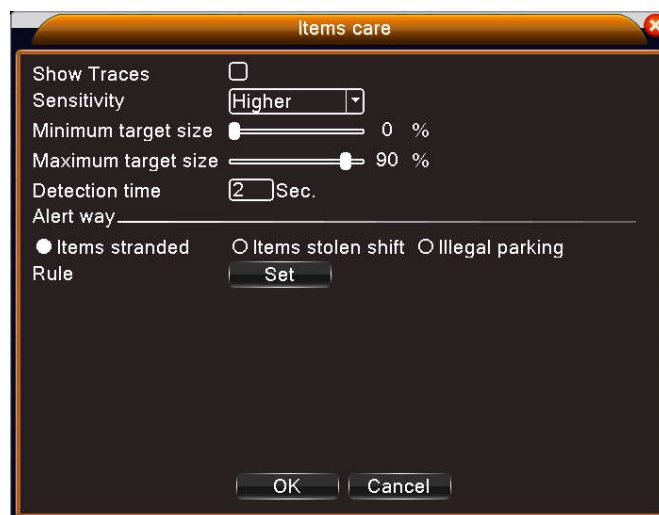 Items care
Show Traces
Sensitivity Higher
Minimum target size 0 %
Maximum target size 90 %
Detection time 2 Sec.
Alert way
Items stranded Items stolen shift Illegal parking
Rule Set
OK Cancel